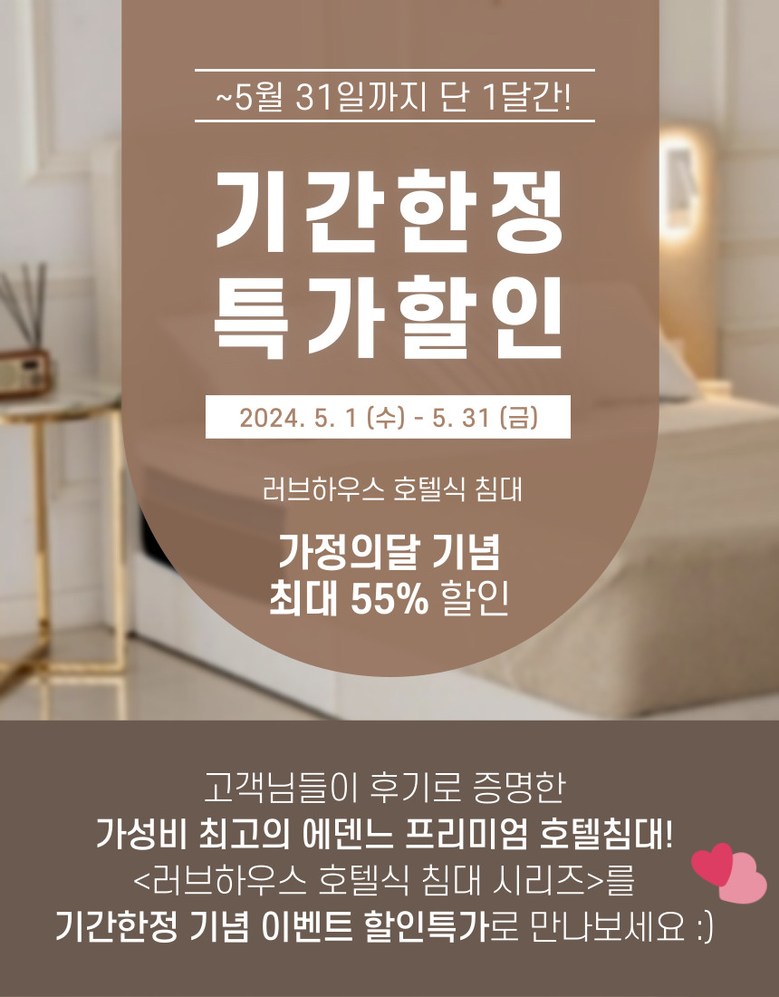 ~5월 31일까지 단 1달간!
기간한정
특가할인
2024. 5. 1 (수) - 5. 31 (금)
러브하우스 호텔식 침대
가정의달 기념
최대 55% 할인
고객님들이 후기로 증명한
가성비 최고의 에덴느 프리미엄 호텔침대!
<러브하우스 호텔식 침대 시리즈>를
기간한정 기념 이벤트 할인특가로 만나보세요 :)